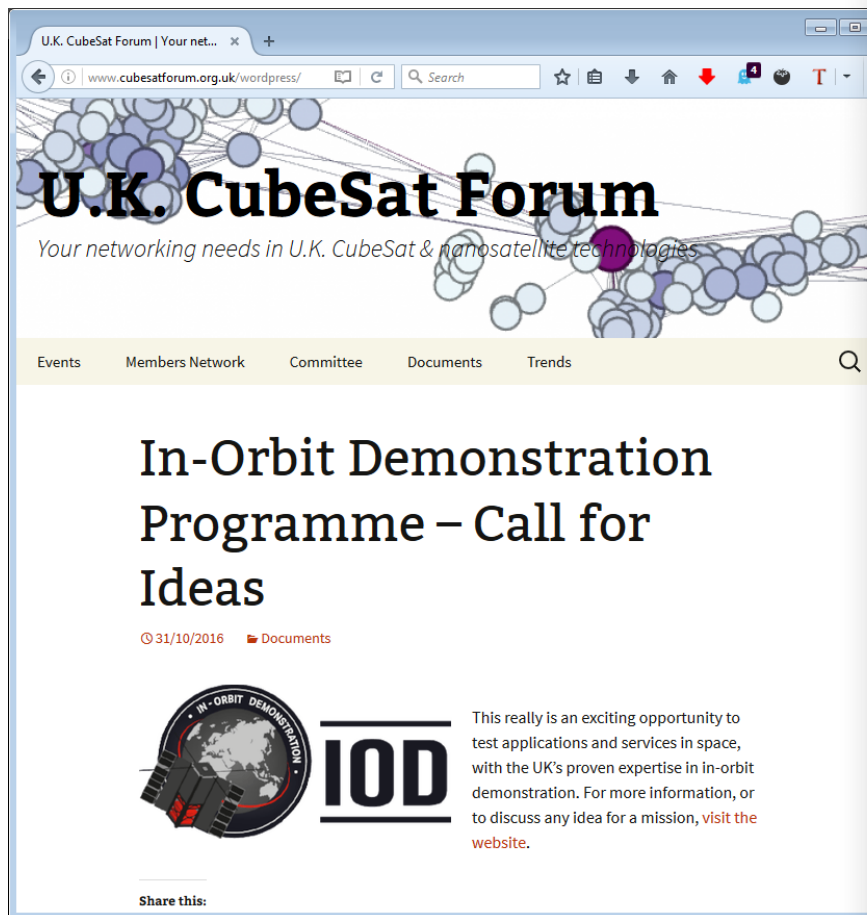 U.K. CubeSat Forum | Your net... × +
www.cubesatforum.org.uk/wordpress/
Search
4
T
U.K. CubeSat Forum
Your networking needs in U.K. CubeSat & nanosatellite technologies
Events Members Network Committee Documents Trends
In-Orbit Demonstration
Programme – Call for
Ideas
31/10/2016 Documents
• IN-ORBIT DEMONSTRATION •
IOD
This really is an exciting opportunity to
test applications and services in space,
with the UK's proven expertise in in-orbit
demonstration. For more information, or
to discuss any idea for a mission, visit the
website.
Share this: